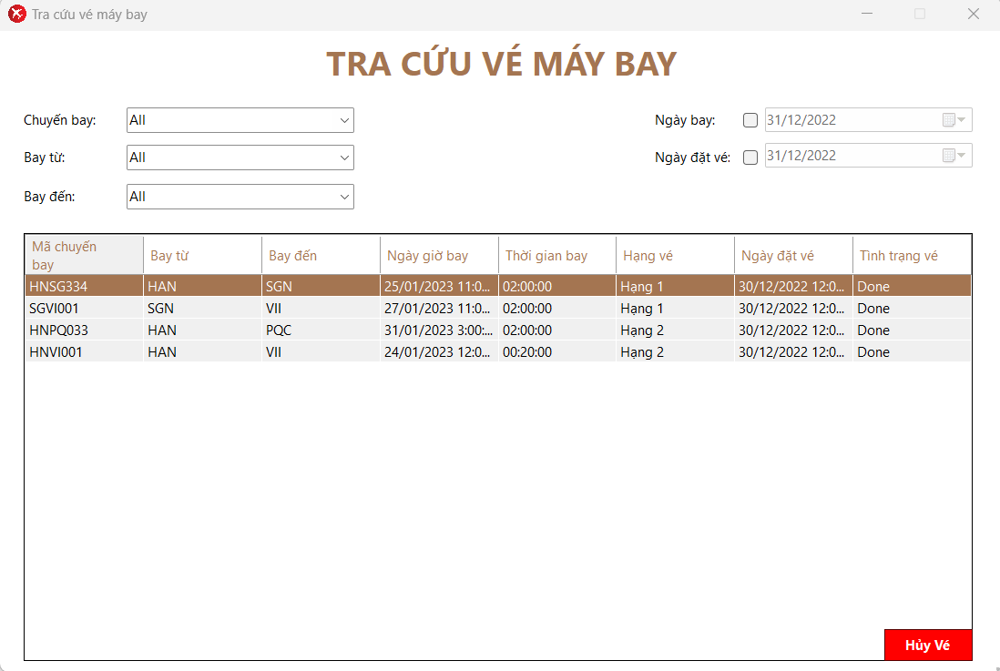 Tra cứu vé máy bay
TRA CỨU VÉ MÁY BAY
Chuyến bay: All
Ngày bay: 31/12/2022
Bay từ: All
Ngày đặt vé: 31/12/2022
Bay đến: All
Mã chuyến bay Bay từ Bay đến Ngày giờ bay Thời gian bay Hạng vé Ngày đặt vé Tình trạng vé
HNSG334 HAN SGN 25/01/2023 11:0... 02:00:00 Hạng 1 30/12/2022 12:0... Done
SGVI001 SGN VII 27/01/2023 11:0... 02:00:00 Hạng 1 30/12/2022 12:0... Done
HNPQ033 HAN PQC 31/01/2023 3:00:... 02:00:00 Hạng 2 30/12/2022 12:0... Done
HNVI001 HAN VII 24/01/2023 12:0... 00:20:00 Hạng 2 30/12/2022 12:0... Done
Hủy Vé